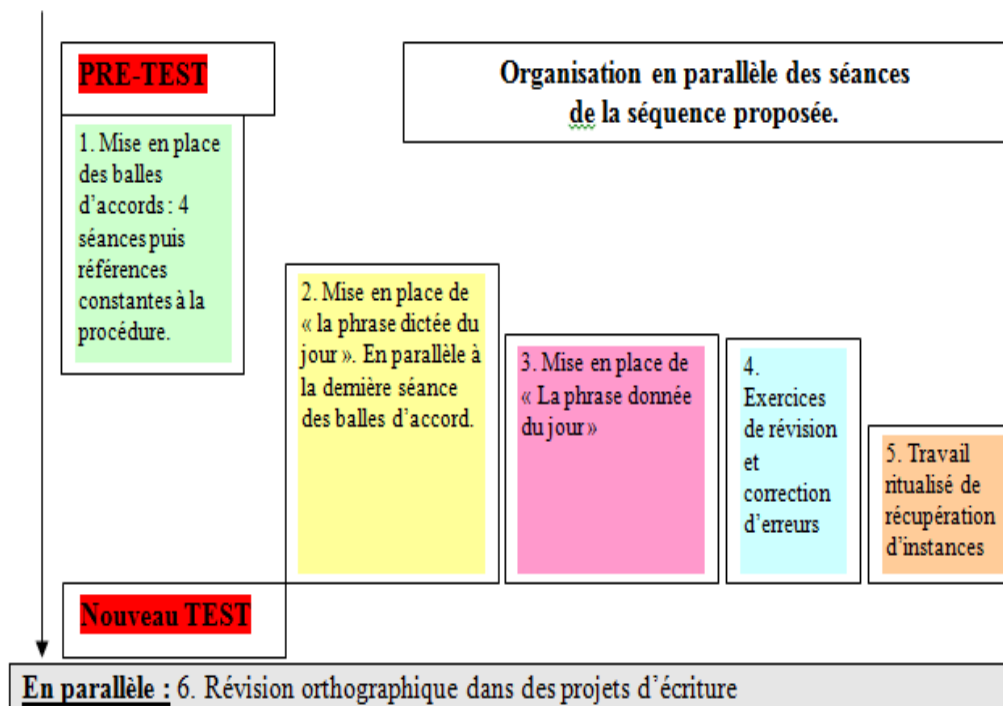 PRE-TEST
Organisation en parallèle des séances
de la séquence proposée.
1. Mise en place
des balles
d’accords : 4
séances puis
références
constantes à la
procédure.
2. Mise en place de
« la phrase dictée du
jour ». En parallèle à
la dernière séance
des balles d’accord.
3. Mise en place de
« La phrase donnée
du jour »
4.
Exercices
de révision
et
correction
d’erreurs
5. Travail
ritualisé de
récupération
d’instances
Nouveau TEST
En parallèle : 6. Révision orthographique dans des projets d’écriture